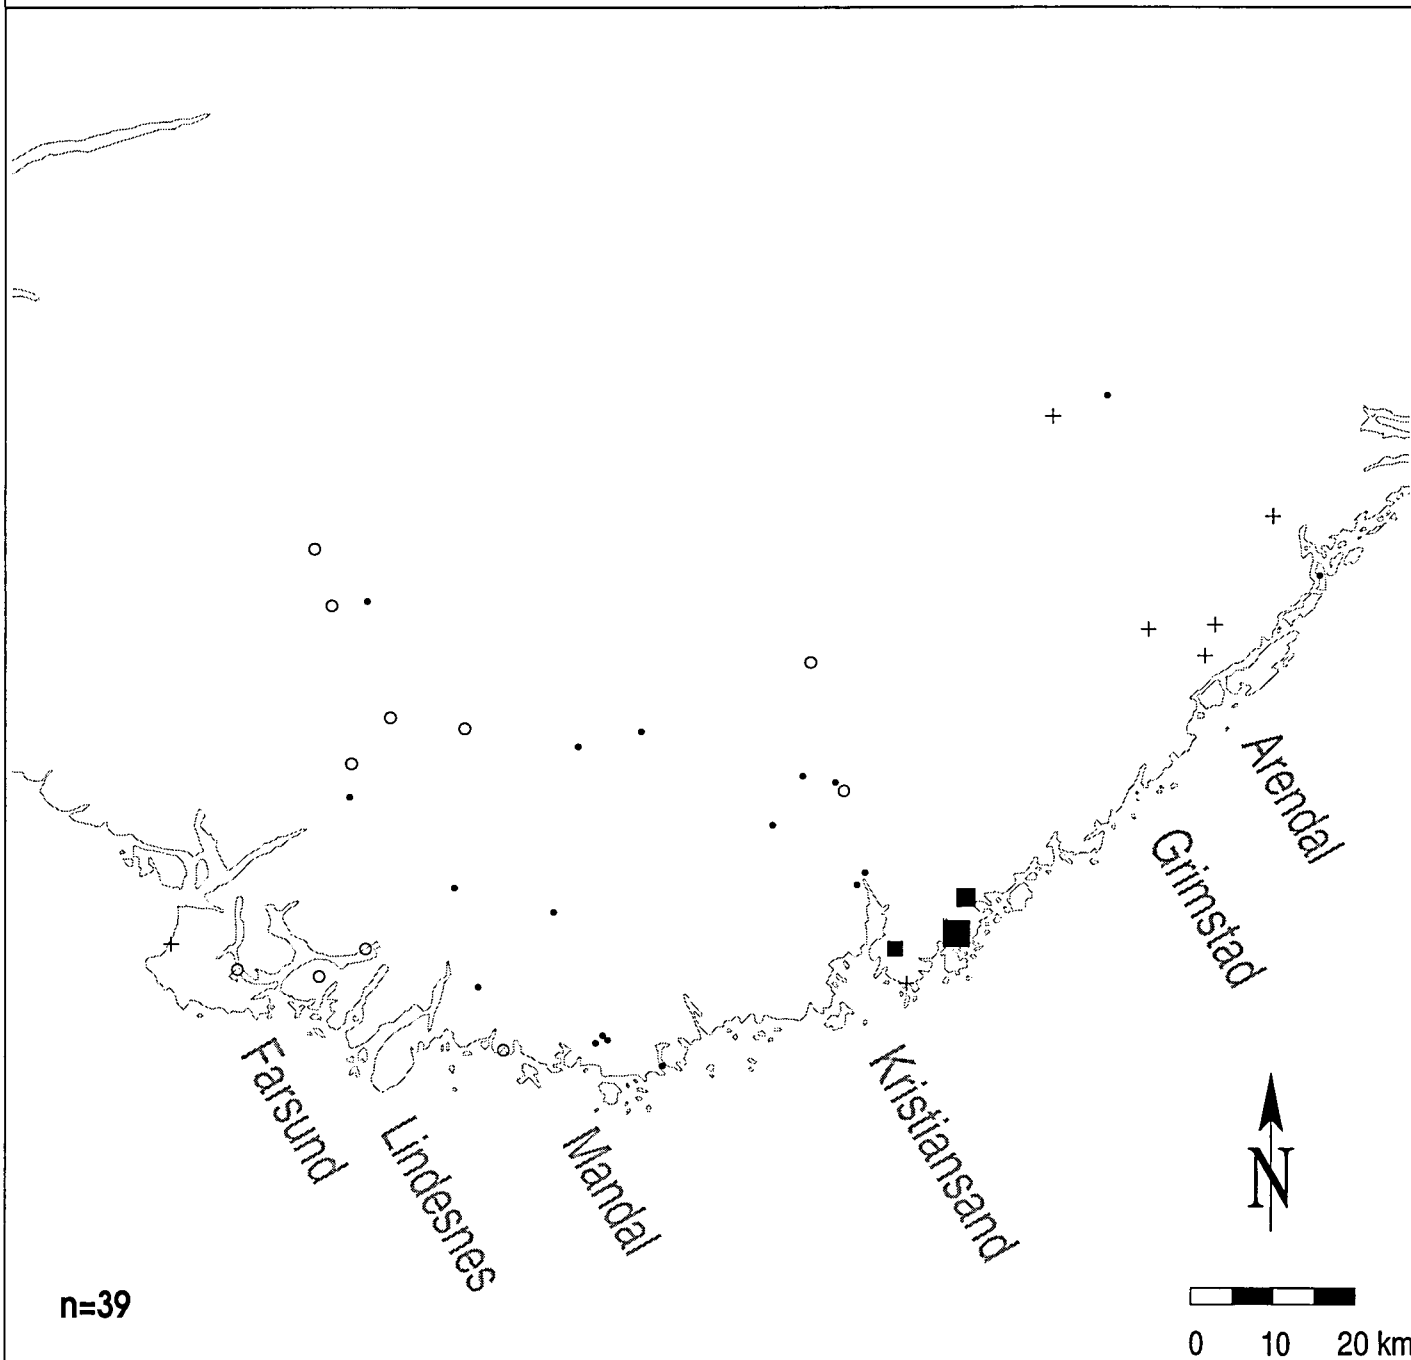 Arendal
Grimstad
Farsund
Lindesnes
Mandal
Kristiansand
N
n=39
0 10 20 km